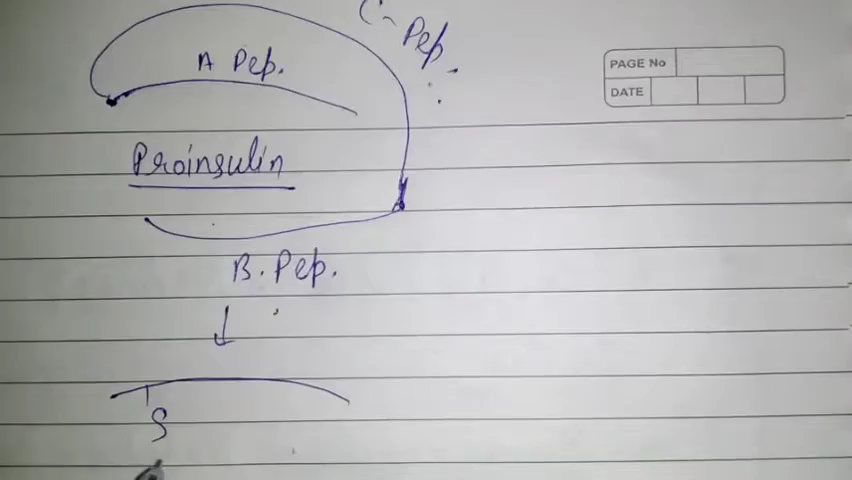 C- Pep
A Pep.
PAGE No
DATE
Proinsulin
B. Pep.
S